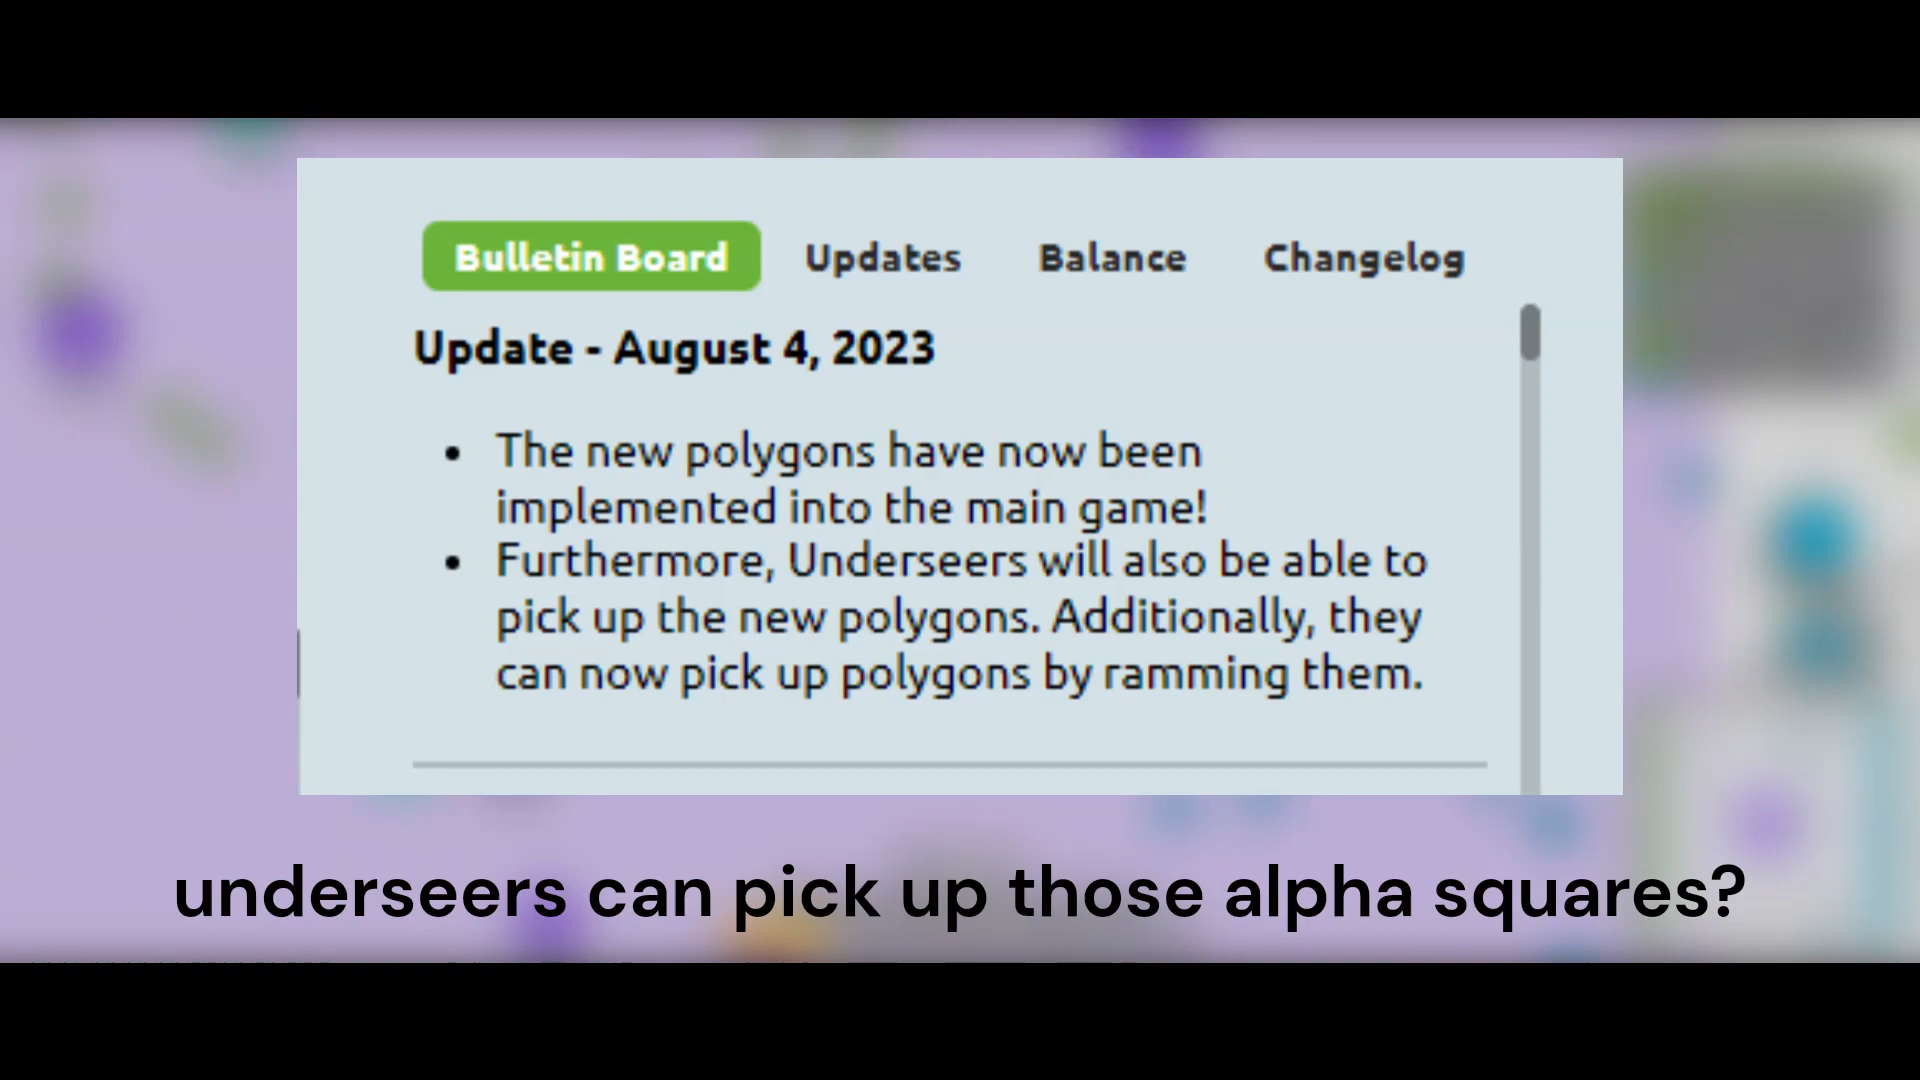 Bulletin Board Updates Balance Changelog
Update - August 4, 2023
• The new polygons have now been
implemented into the main game!
• Furthermore, Underseers will also be able to
pick up the new polygons. Additionally, they
can now pick up polygons by ramming them.
underseers can pick up those alpha squares?